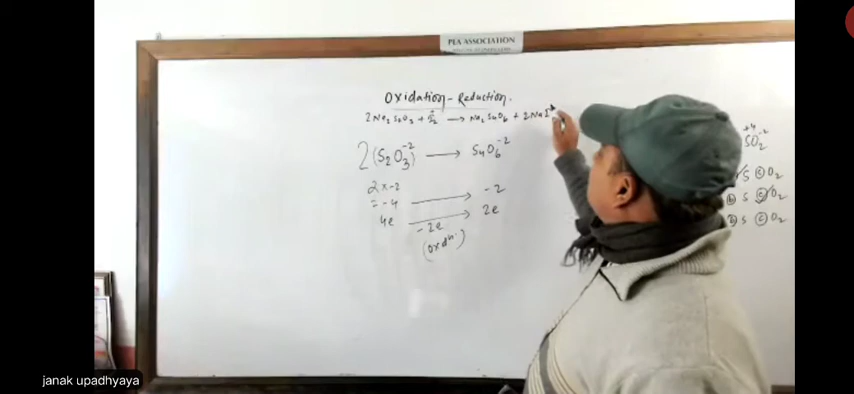 PEA ASSOCIATION
Oxidation - Reduction.
2Na₂S₂O₃ + I₂ → Na₂S₄O₆ + 2NaI
2(S₂O₃⁻²) → S₄O₆⁻²
2 x -2
= -4 → -2
4e → 2e
-2e
(oxdⁿ.)
+4
SO₂⁻²
S O₂
S O₂
S O₂
janak upadhyaya